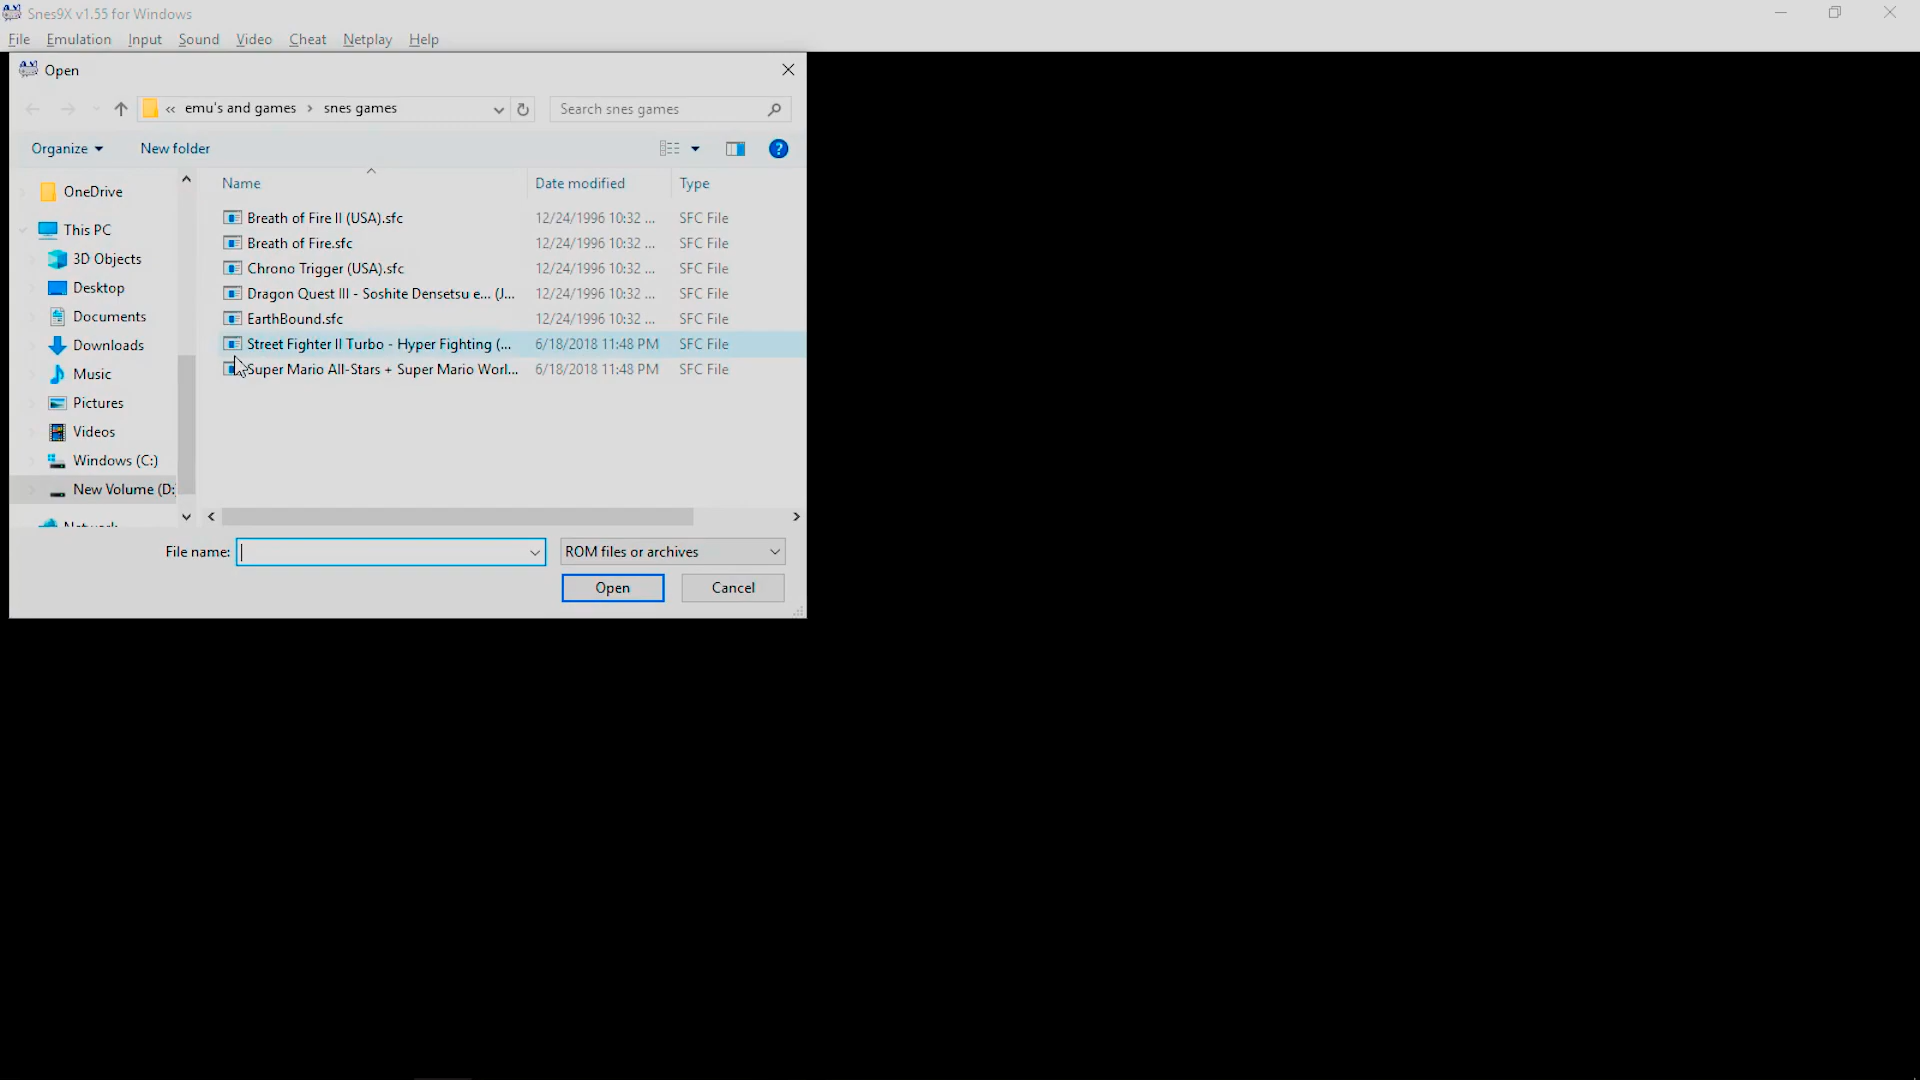 Snes9X v1.55 for Windows
File Emulation Input Sound Video Cheat Netplay Help
Open
« emu's and games › snes games
Search snes games
Organize New folder
?
Name Date modified Type
OneDrive
This PC
3D Objects
Desktop
Documents
Downloads
Music
Pictures
Videos
Windows (C:)
New Volume (D:
Network
Breath of Fire II (USA).sfc 12/24/1996 10:32 ... SFC File
Breath of Fire.sfc 12/24/1996 10:32 ... SFC File
Chrono Trigger (USA).sfc 12/24/1996 10:32 ... SFC File
Dragon Quest III - Soshite Densetsu e... (J... 12/24/1996 10:32 ... SFC File
EarthBound.sfc 12/24/1996 10:32 ... SFC File
Street Fighter II Turbo - Hyper Fighting (... 6/18/2018 11:48 PM SFC File
Super Mario All-Stars + Super Mario Worl... 6/18/2018 11:48 PM SFC File
File name: ROM files or archives
Open Cancel